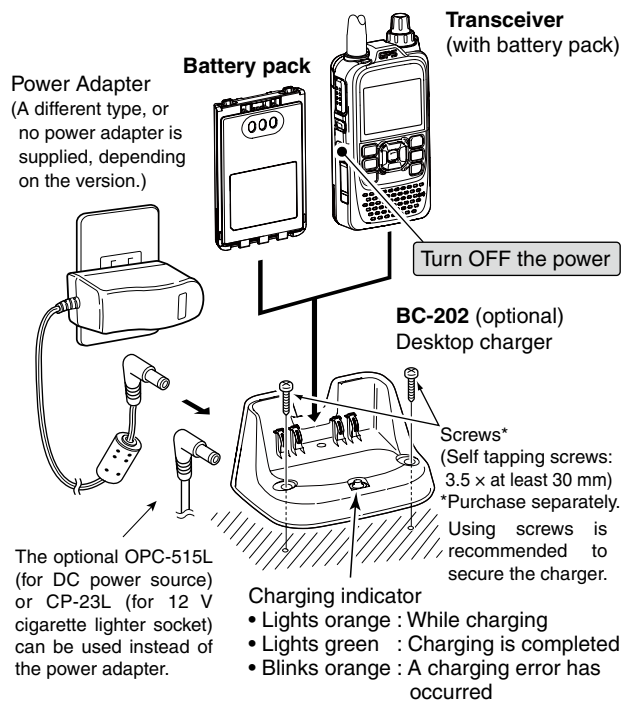 Transceiver
(with battery pack)
Battery pack
Power Adapter
(A different type, or
no power adapter is
supplied, depending
on the version.)
Turn OFF the power
BC-202 (optional)
Desktop charger
Screws*
(Self tapping screws:
3.5 × at least 30 mm)
*Purchase separately.
Using screws is
recommended to
secure the charger.
The optional OPC-515L
(for DC power source)
or CP-23L (for 12 V
cigarette lighter socket)
can be used instead of
the power adapter.
Charging indicator
• Lights orange : While charging
• Lights green : Charging is completed
• Blinks orange : A charging error has
occurred